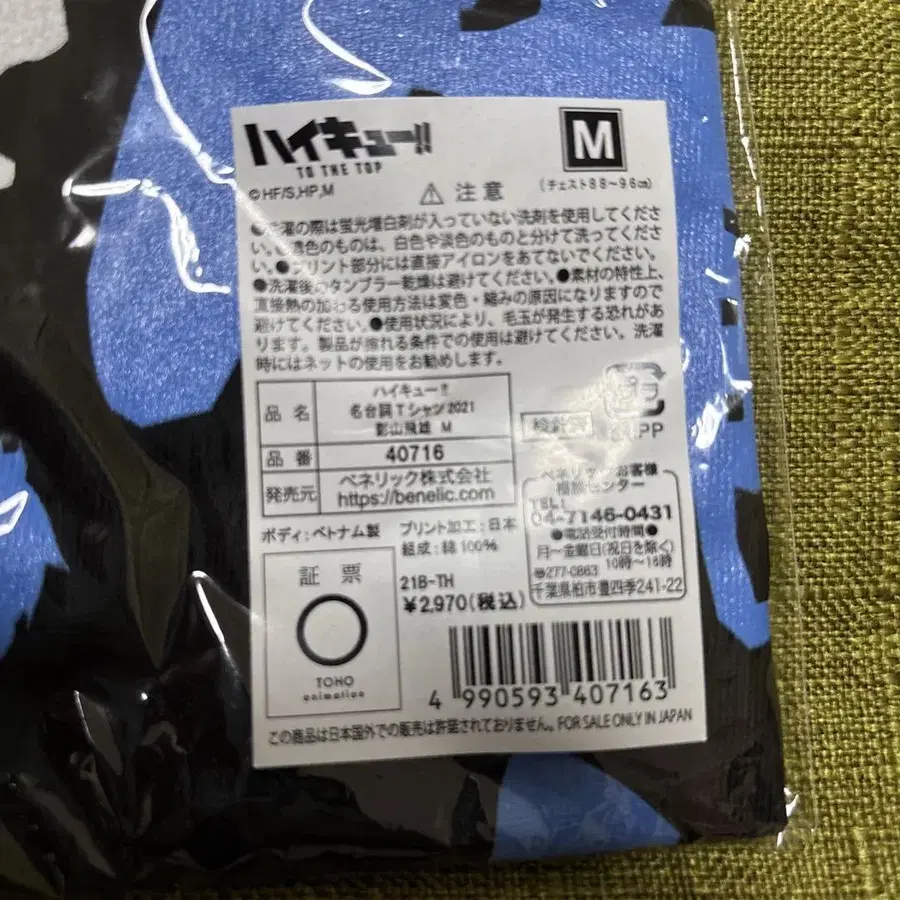 ハイキュー!!
TO THE TOP
©HF/S,HP,M
M
(チェスト88〜96㎝)
⚠ 注意
の際は蛍光増白剤が入っていない洗剤を使用してくださ
い。●濃色のものは、白色や淡色のものと分けて洗ってくださ
い。●プリント部分には直接アイロンをあてないでください。
●洗濯後のタンブラー乾燥は避けてください。●素材の特性上、
直接熱の加わる使用方法は変色・縮みの原因になりますので
避けてください。●使用状況により、毛玉が発生する恐れがあ
ります。製品が擦れる条件での使用は避けてください。洗濯
時にはネットの使用をお勧めします。
品名
ハイキュー!!
名台詞Tシャツ2021
影山飛雄 M
品番
40716
発売元
ベネリック株式会社
https://benelic.com
検針済
プラ
PP
ベネリックお客様
相談センター
TEL:
04-7146-0431
●電話受付時間●
月〜金曜日(祝日を除く)
10時〜16時
〠277-0863
千葉県柏市豊四季241-22
ボディ:ベトナム製
プリント加工:日本
組成:綿100%
証票
TOHO
animation
21B-TH
¥2,970(税込)
4 990593 407163
この商品は日本国外での販売は許諾されておりません。FOR SALE ONLY IN JAPAN